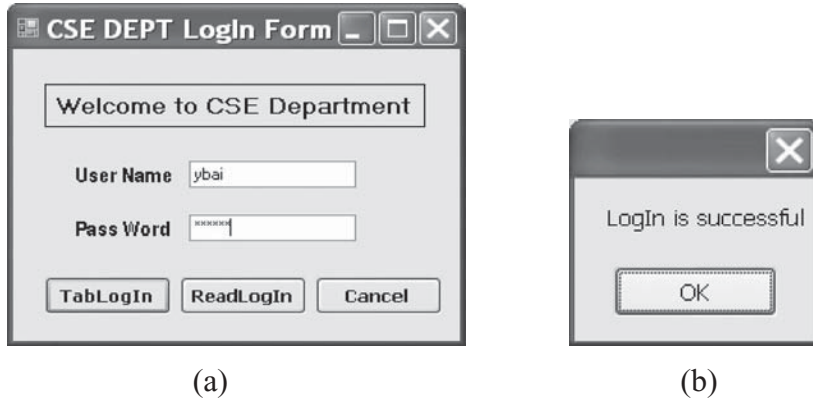 CSE DEPT LogIn Form
Welcome to CSE Department
User Name ybai
Pass Word ******
TabLogIn ReadLogIn Cancel
(a)
LogIn is successful
OK
(b)